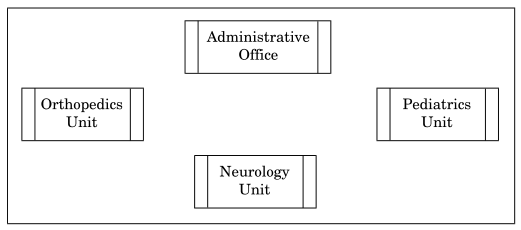 Administrative
Office
Orthopedics
Unit
Pediatrics
Unit
Neurology
Unit